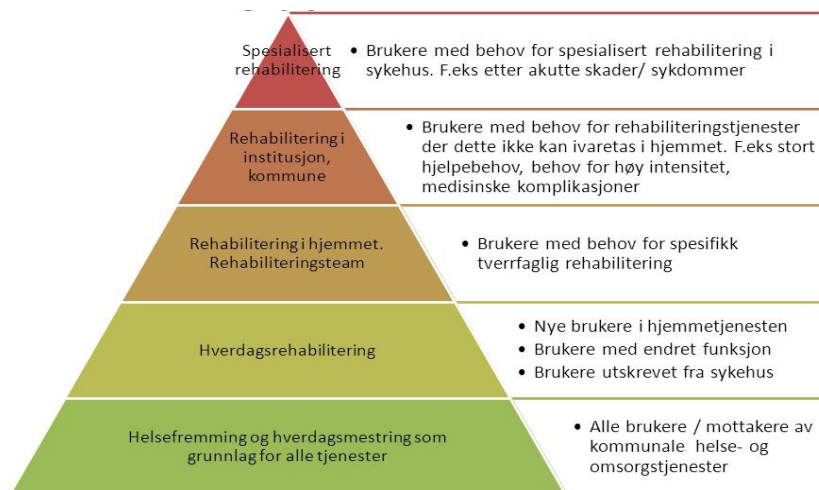 Spesialisert
rehabilitering
• Brukere med behov for spesialisert rehabilitering i
sykehus. F.eks etter akutte skader/ sykdommer
Rehabilitering i
institusjon,
kommune
• Brukere med behov for rehabiliteringstjenester
der dette ikke kan ivaretas i hjemmet. F.eks stort
hjelpebehov, behov for høy intensitet,
medisinske komplikasjoner
Rehabilitering i hjemmet.
Rehabiliteringsteam
• Brukere med behov for spesifikk
tverrfaglig rehabilitering
Hverdagsrehabilitering
• Nye brukere i hjemmetjenesten
• Brukere med endret funksjon
• Brukere utskrevet fra sykehus
Helsefremming og hverdagsmestring som
grunnlag for alle tjenester
• Alle brukere / mottakere av
kommunale helse- og
omsorgstjenester